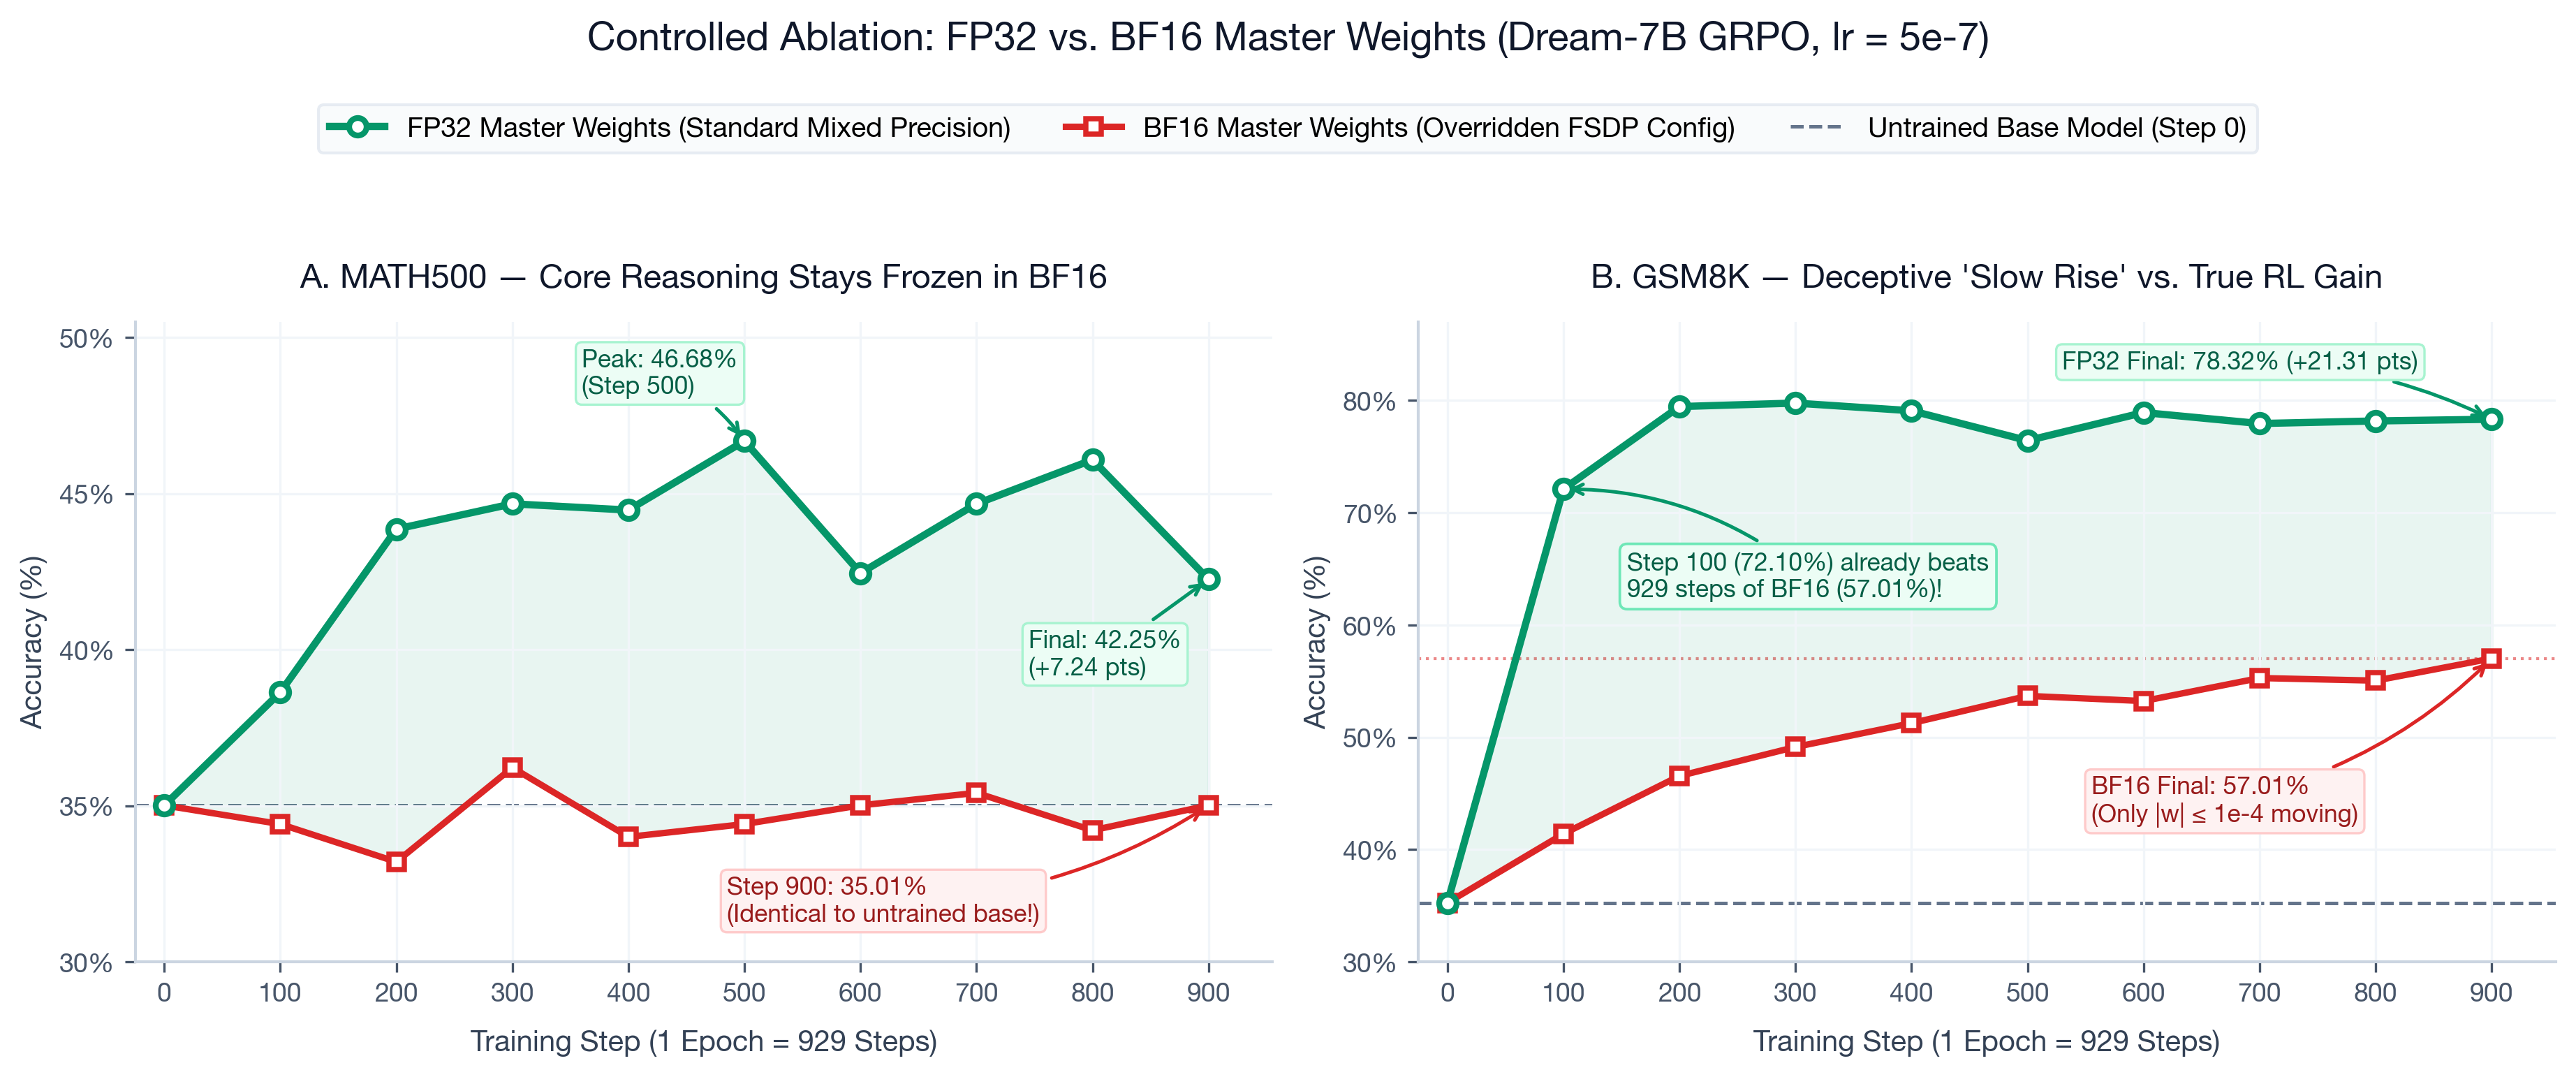 Controlled Ablation: FP32 vs. BF16 Master Weights (Dream-7B GRPO, lr = 5e-7)
FP32 Master Weights (Standard Mixed Precision)
BF16 Master Weights (Overridden FSDP Config)
Untrained Base Model (Step 0)
A. MATH500 — Core Reasoning Stays Frozen in BF16
Accuracy (%)
50%
45%
40%
35%
30%
Peak: 46.68%
(Step 500)
Final: 42.25%
(+7.24 pts)
Step 900: 35.01%
(Identical to untrained base!)
0 100 200 300 400 500 600 700 800 900
Training Step (1 Epoch = 929 Steps)
B. GSM8K — Deceptive 'Slow Rise' vs. True RL Gain
Accuracy (%)
80%
70%
60%
50%
40%
30%
FP32 Final: 78.32% (+21.31 pts)
Step 100 (72.10%) already beats
929 steps of BF16 (57.01%)!
BF16 Final: 57.01%
(Only |w| ≤ 1e-4 moving)
0 100 200 300 400 500 600 700 800 900
Training Step (1 Epoch = 929 Steps)